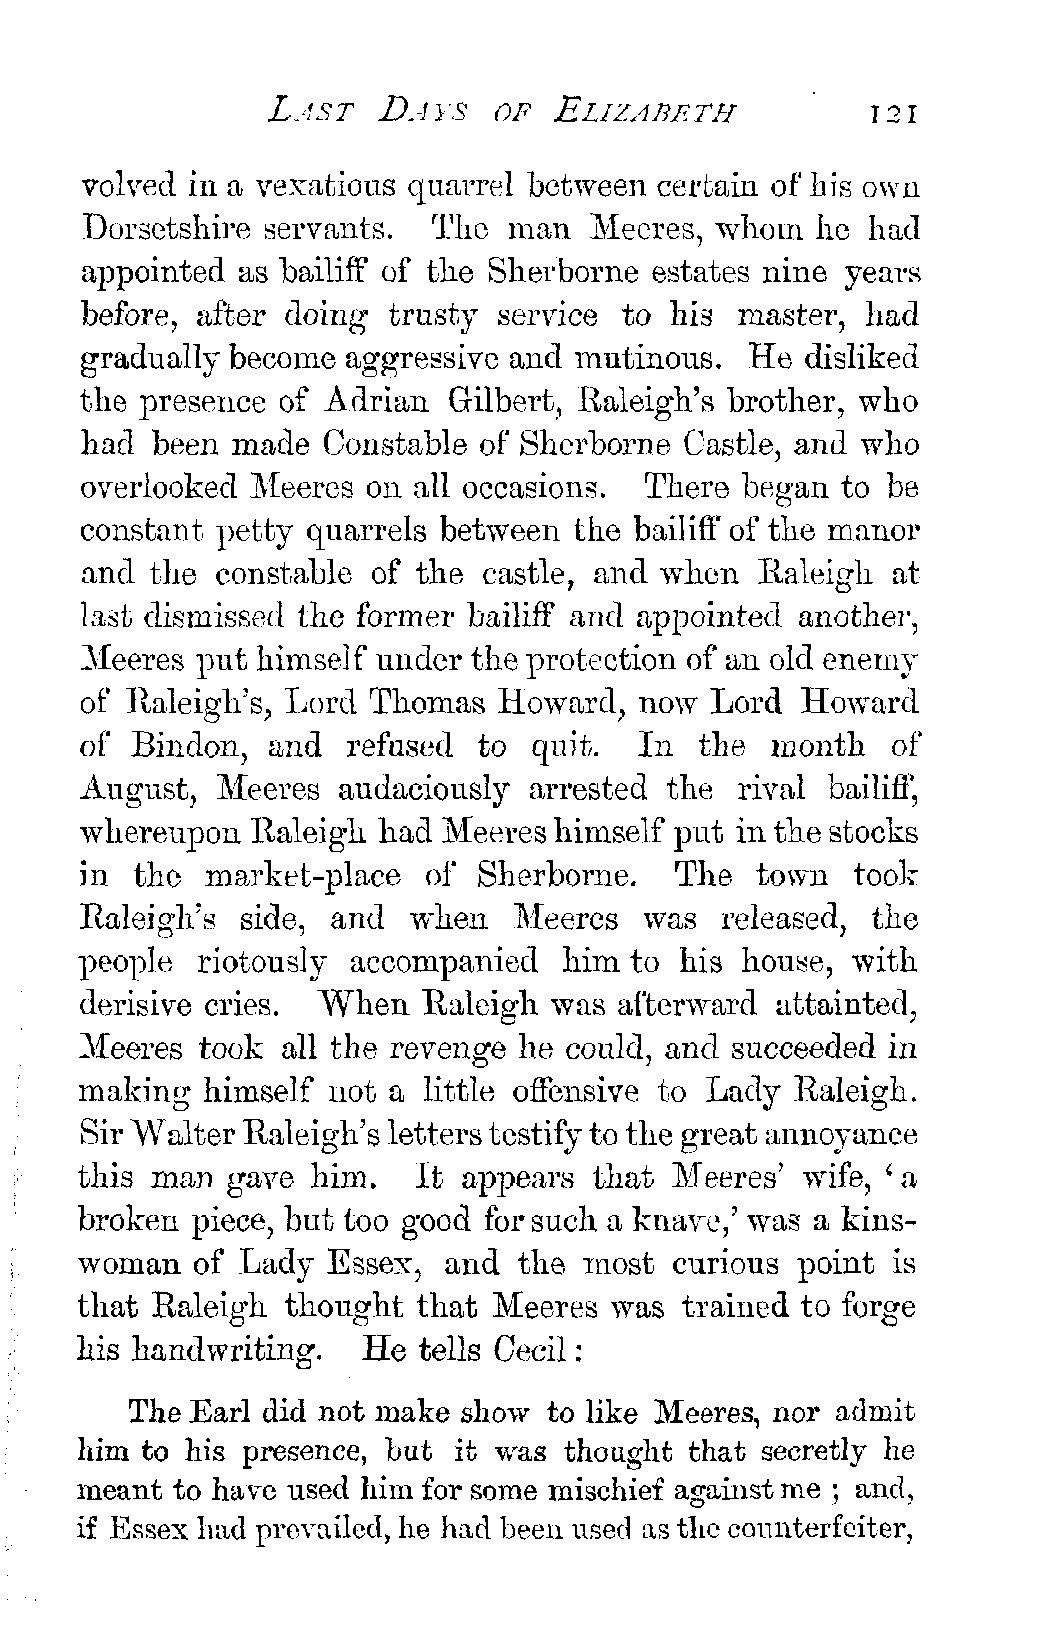 LAST DAYS OF ELIZABETH 121
volved in a vexatious quarrel between certain of his own
Dorsetshire servants. The man Meeres, whom he had
appointed as bailiff of the Sherborne estates nine years
before, after doing trusty service to his master, had
gradually become aggressive and mutinous. He disliked
the presence of Adrian Gilbert, Raleigh's brother, who
had been made Constable of Sherborne Castle, and who
overlooked Meeres on all occasions. There began to be
constant petty quarrels between the bailiff of the manor
and the constable of the castle, and when Raleigh at
last dismissed the former bailiff and appointed another,
Meeres put himself under the protection of an old enemy
of Raleigh's, Lord Thomas Howard, now Lord Howard
of Bindon, and refused to quit. In the month of
August, Meeres audaciously arrested the rival bailiff,
whereupon Raleigh had Meeres himself put in the stocks
in the market-place of Sherborne. The town took
Raleigh's side, and when Meeres was released, the
people riotously accompanied him to his house, with
derisive cries. When Raleigh was afterward attainted,
Meeres took all the revenge he could, and succeeded in
making himself not a little offensive to Lady Raleigh.
Sir Walter Raleigh's letters testify to the great annoyance
this man gave him. It appears that Meeres' wife, 'a
broken piece, but too good for such a knave,' was a kins-
woman of Lady Essex, and the most curious point is
that Raleigh thought that Meeres was trained to forge
his handwriting. He tells Cecil:
The Earl did not make show to like Meeres, nor admit
him to his presence, but it was thought that secretly he
meant to have used him for some mischief against me ; and,
if Essex had prevailed, he had been used as the counterfeiter,